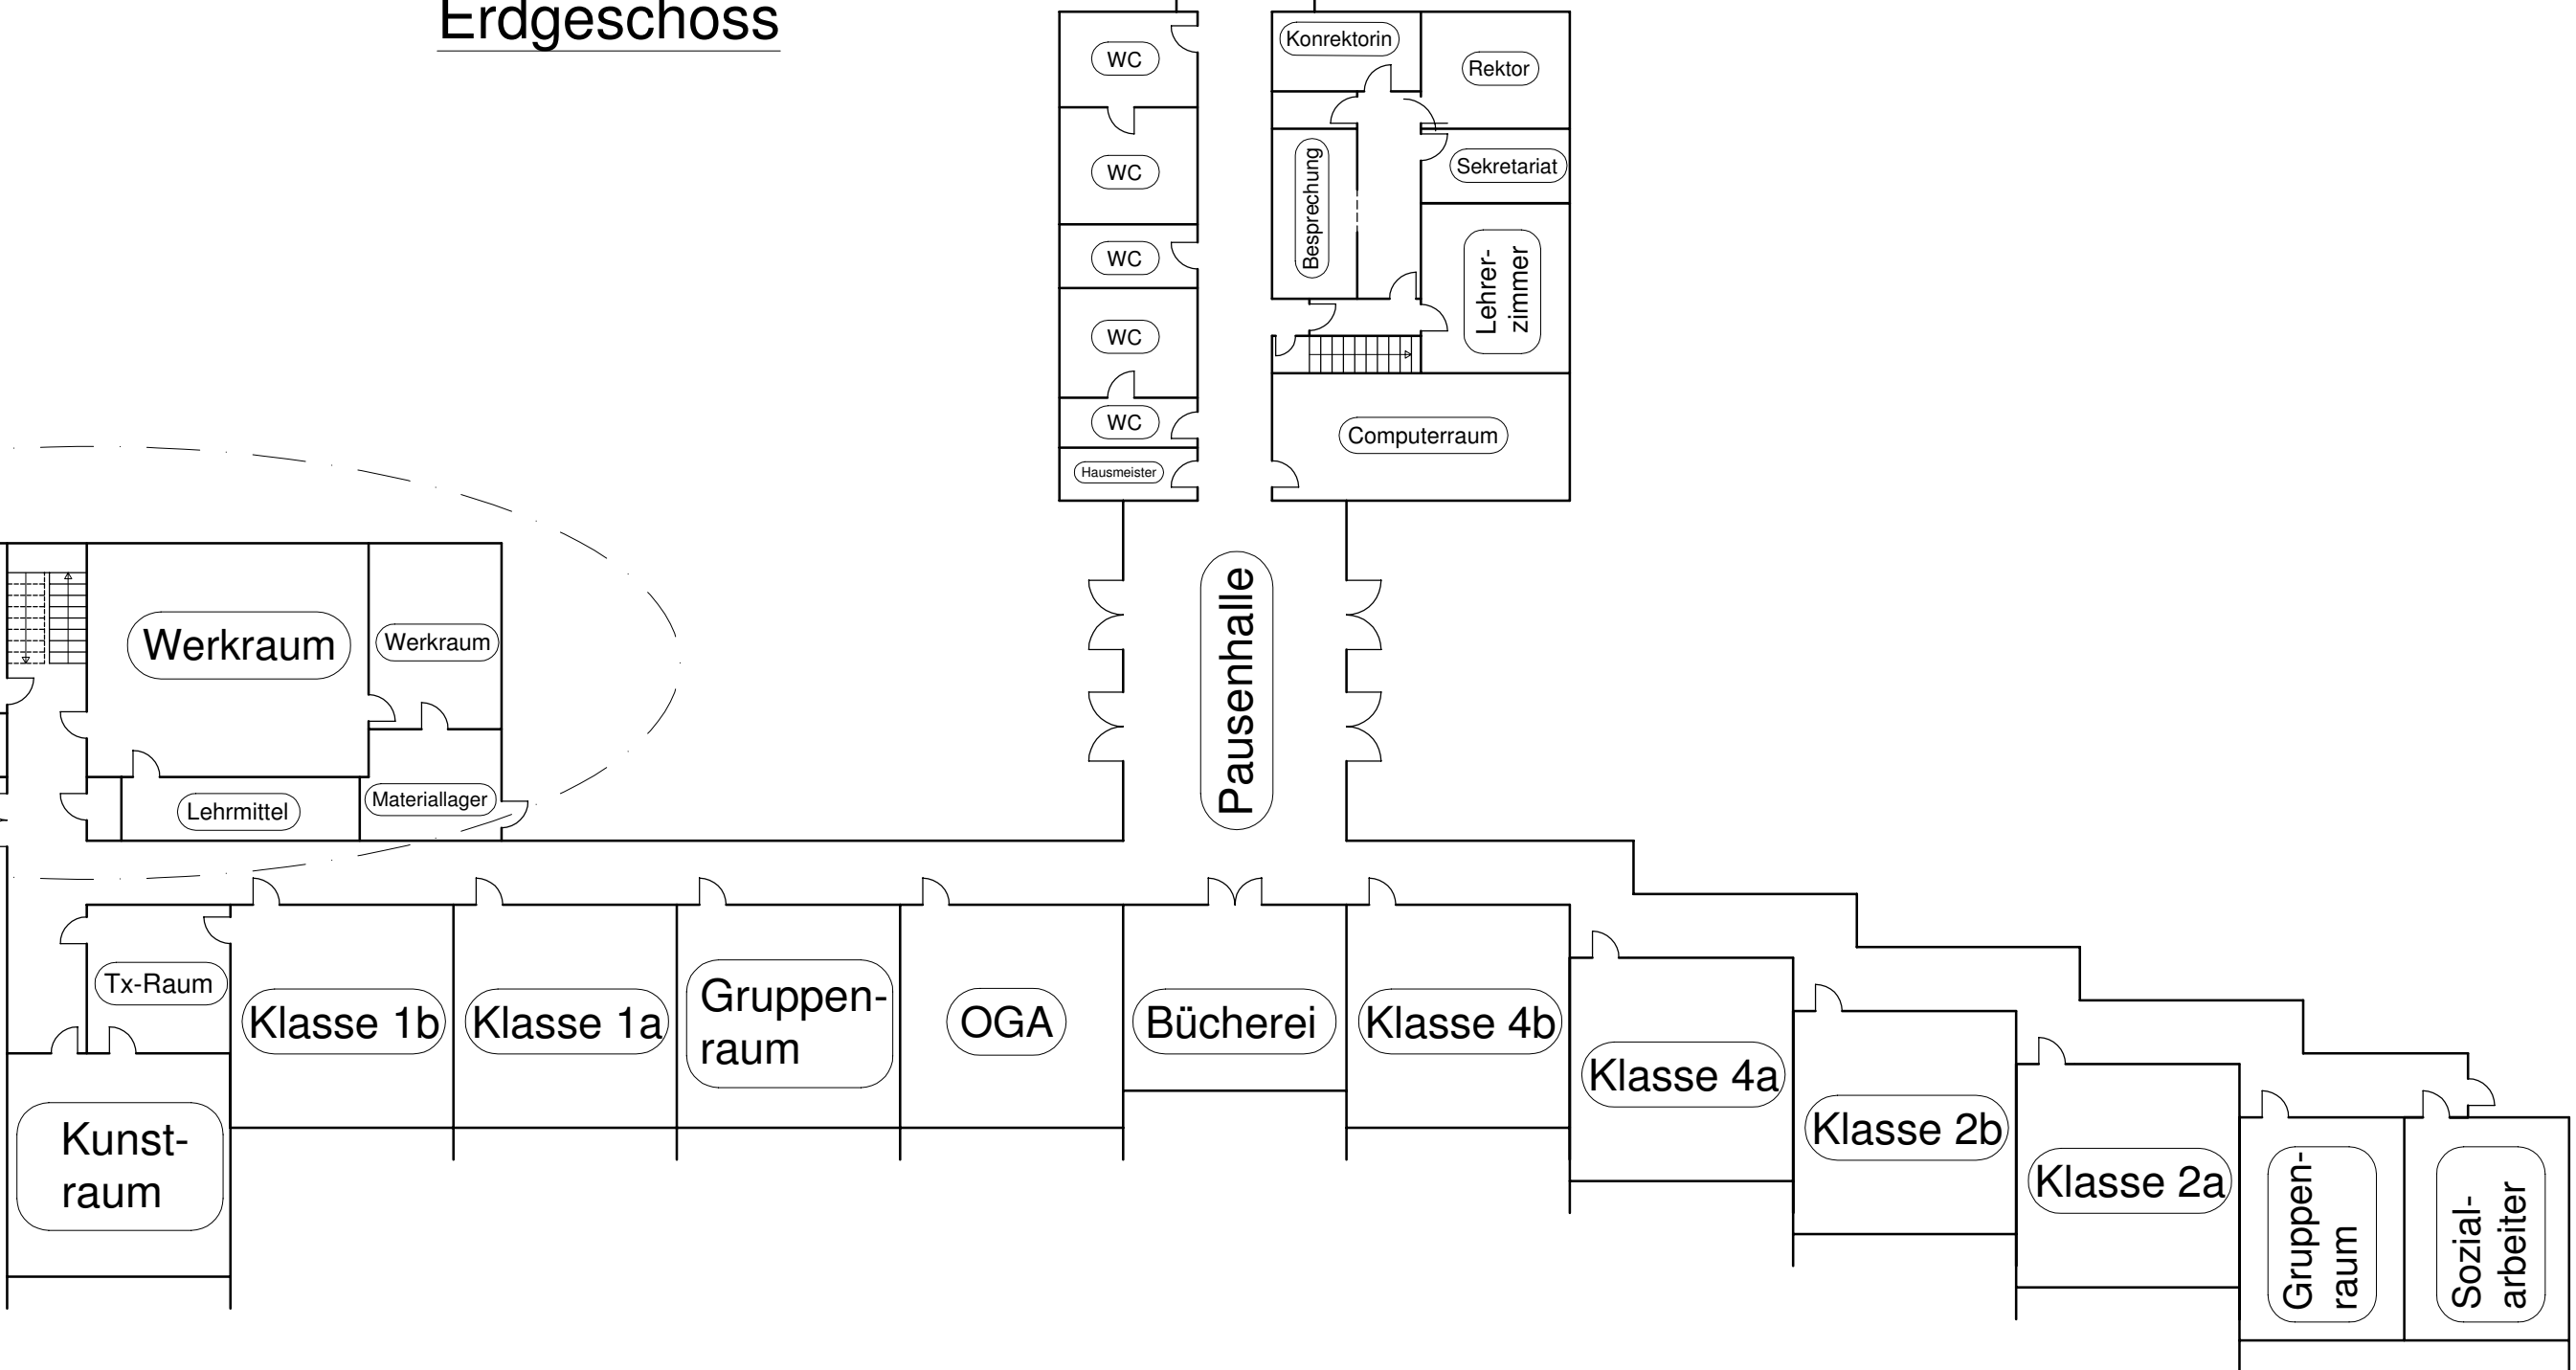 Erdgeschoss
WC
WC
WC
WC
WC
Hausmeister
Konrektorin
Rektor
Sekretariat
Besprechung
Lehrer-
zimmer
Computerraum
Pausenhalle
Werkraum
Werkraum
Lehrmittel
Materiallager
Tx-Raum
Kunst-
raum
Klasse 1b
Klasse 1a
Gruppen-
raum
OGA
Bücherei
Klasse 4b
Klasse 4a
Klasse 2b
Klasse 2a
Gruppen-
raum
Sozial-
arbeiter